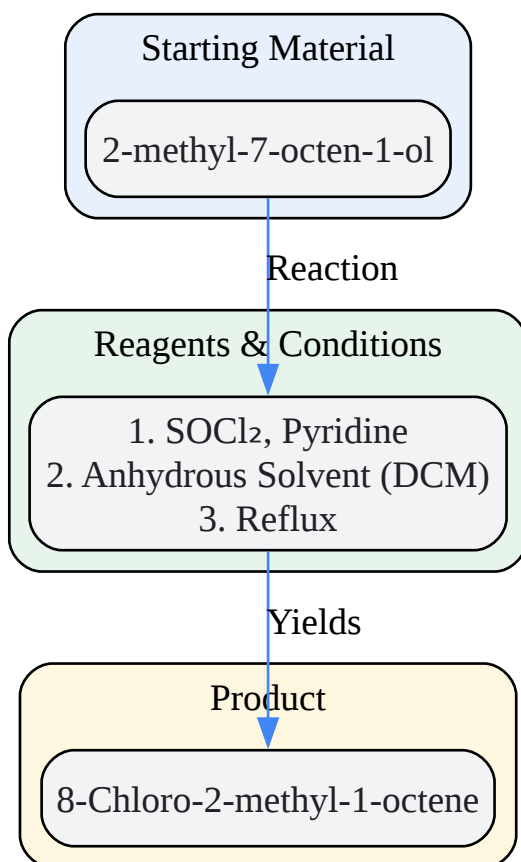 Starting Material
2-methyl-7-octen-1-ol
Reaction
Reagents & Conditions
1. SOCl₂, Pyridine
2. Anhydrous Solvent (DCM)
3. Reflux
Yields
Product
8-Chloro-2-methyl-1-octene